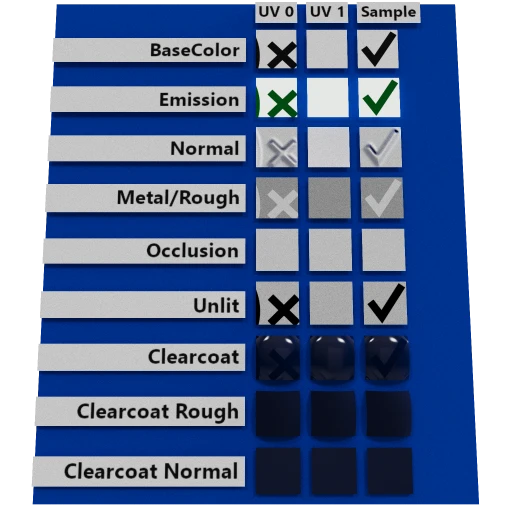 UV 0 UV 1 Sample
BaseColor
Emission
Normal
Metal/Rough
Occlusion
Unlit
Clearcoat
Clearcoat Rough
Clearcoat Normal